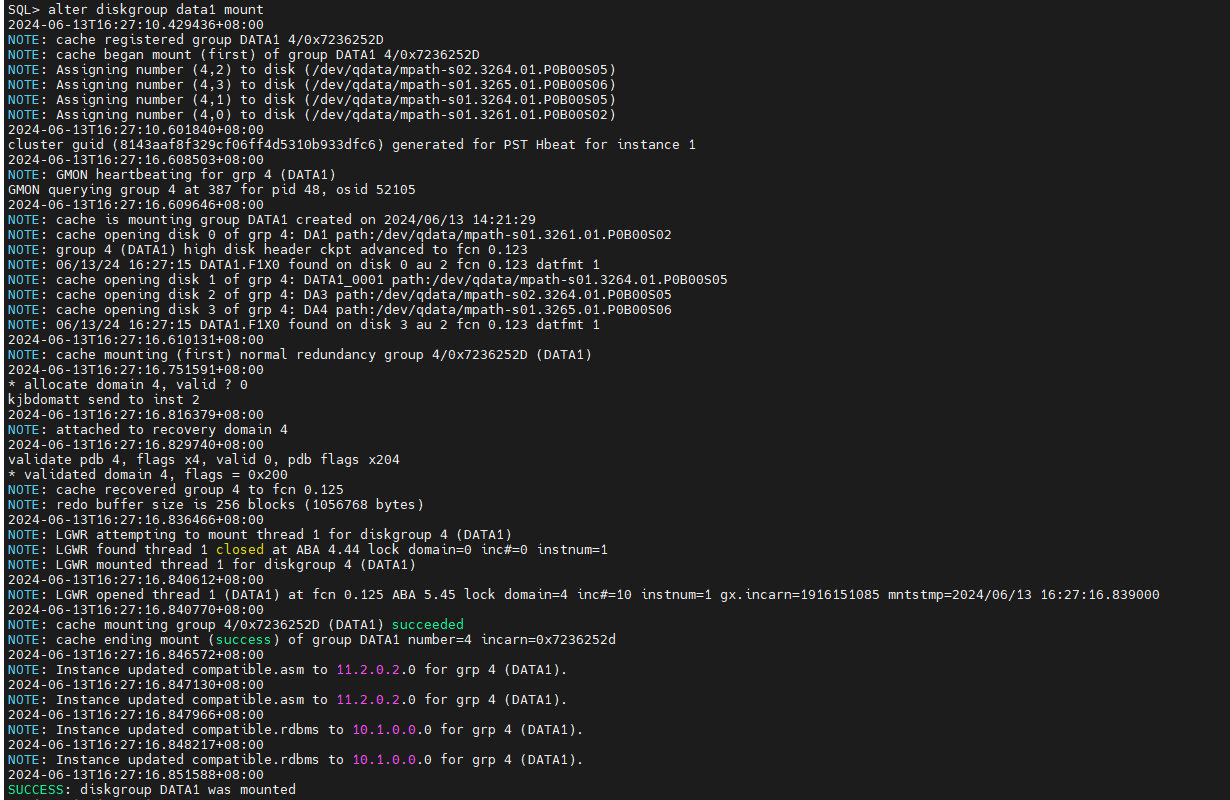 SQL> alter diskgroup data1 mount
2024-06-13T16:27:10.429436+08:00
NOTE: cache registered group DATA1 4/0x7236252D
NOTE: cache began mount (first) of group DATA1 4/0x7236252D
NOTE: Assigning number (4,2) to disk (/dev/qdata/mpath-s02.3264.01.P0B00S05)
NOTE: Assigning number (4,3) to disk (/dev/qdata/mpath-s01.3265.01.P0B00S06)
NOTE: Assigning number (4,1) to disk (/dev/qdata/mpath-s01.3264.01.P0B00S05)
NOTE: Assigning number (4,0) to disk (/dev/qdata/mpath-s01.3261.01.P0B00S02)
2024-06-13T16:27:10.601840+08:00
cluster guid (8143aaf8f329cf06ff4d5310b933dfc6) generated for PST Hbeat for instance 1
2024-06-13T16:27:16.608503+08:00
NOTE: GMON heartbeating for grp 4 (DATA1)
GMON querying group 4 at 387 for pid 48, osid 52105
2024-06-13T16:27:16.609646+08:00
NOTE: cache is mounting group DATA1 created on 2024/06/13 14:21:29
NOTE: cache opening disk 0 of grp 4: DA1 path:/dev/qdata/mpath-s01.3261.01.P0B00S02
NOTE: group 4 (DATA1) high disk header ckpt advanced to fcn 0.123
NOTE: 06/13/24 16:27:15 DATA1.F1X0 found on disk 0 au 2 fcn 0.123 datfmt 1
NOTE: cache opening disk 1 of grp 4: DATA1_0001 path:/dev/qdata/mpath-s01.3264.01.P0B00S05
NOTE: cache opening disk 2 of grp 4: DA3 path:/dev/qdata/mpath-s02.3264.01.P0B00S05
NOTE: cache opening disk 3 of grp 4: DA4 path:/dev/qdata/mpath-s01.3265.01.P0B00S06
NOTE: 06/13/24 16:27:15 DATA1.F1X0 found on disk 3 au 2 fcn 0.123 datfmt 1
2024-06-13T16:27:16.610131+08:00
NOTE: cache mounting (first) normal redundancy group 4/0x7236252D (DATA1)
2024-06-13T16:27:16.751591+08:00
* allocate domain 4, valid ? 0
kjbdomatt send to inst 2
2024-06-13T16:27:16.816379+08:00
NOTE: attached to recovery domain 4
2024-06-13T16:27:16.829740+08:00
validate pdb 4, flags x4, valid 0, pdb flags x204
* validated domain 4, flags = 0x200
NOTE: cache recovered group 4 to fcn 0.125
NOTE: redo buffer size is 256 blocks (1056768 bytes)
2024-06-13T16:27:16.836466+08:00
NOTE: LGWR attempting to mount thread 1 for diskgroup 4 (DATA1)
NOTE: LGWR found thread 1 closed at ABA 4.44 lock domain=0 inc#=0 instnum=1
NOTE: LGWR mounted thread 1 for diskgroup 4 (DATA1)
2024-06-13T16:27:16.840612+08:00
NOTE: LGWR opened thread 1 (DATA1) at fcn 0.125 ABA 5.45 lock domain=4 inc#=10 instnum=1 gx.incarn=1916151085 mntstmp=2024/06/13 16:27:16.839000
2024-06-13T16:27:16.840770+08:00
NOTE: cache mounting group 4/0x7236252D (DATA1) succeeded
NOTE: cache ending mount (success) of group DATA1 number=4 incarn=0x7236252d
2024-06-13T16:27:16.846572+08:00
NOTE: Instance updated compatible.asm to 11.2.0.2.0 for grp 4 (DATA1).
2024-06-13T16:27:16.847130+08:00
NOTE: Instance updated compatible.asm to 11.2.0.2.0 for grp 4 (DATA1).
2024-06-13T16:27:16.847966+08:00
NOTE: Instance updated compatible.rdbms to 10.1.0.0.0 for grp 4 (DATA1).
2024-06-13T16:27:16.848217+08:00
NOTE: Instance updated compatible.rdbms to 10.1.0.0.0 for grp 4 (DATA1).
2024-06-13T16:27:16.851588+08:00
SUCCESS: diskgroup DATA1 was mounted